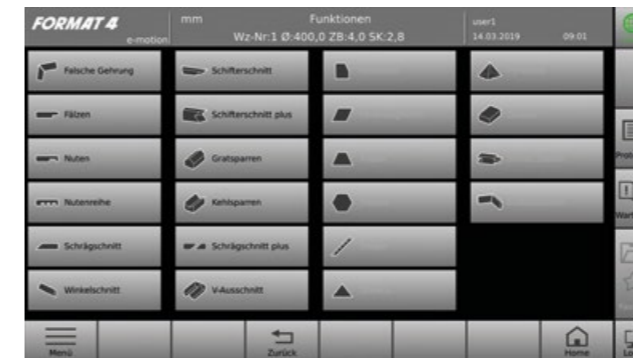 FORMAT 4
e-motion
mm
Funktionen
Wz-Nr:1 Ø:400,0 ZB:4,0 SK:2,8
user1
14.03.2019 09:01
Falsche Gehrung
Schifterschnitt
Fälzen
Schifterschnitt plus
Nuten
Gratsparren
Nutenreihe
Kehlsparren
Schrägschnitt
Schrägschnitt plus
Winkelschnitt
V-Ausschnitt
Menü
Zurück
Home